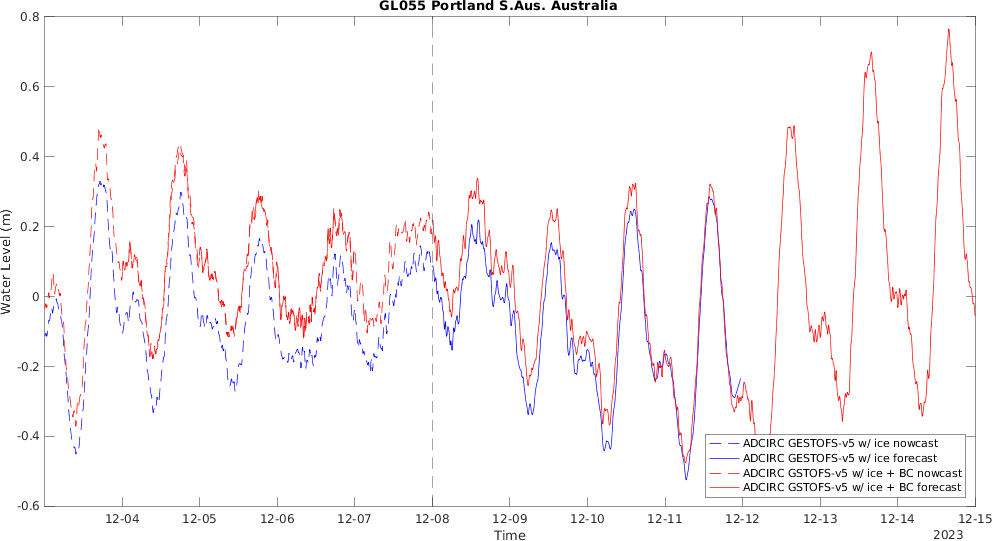 GL055 Portland S.Aus. Australia
0.8
0.6
0.4
0.2
0
-0.2
-0.4
-0.6
Water Level (m)
ADCIRC GESTOFS-v5 w/ ice nowcast
ADCIRC GESTOFS-v5 w/ ice forecast
ADCIRC GSTOFS-v5 w/ ice + BC nowcast
ADCIRC GSTOFS-v5 w/ ice + BC forecast
12-04 12-05 12-06 12-07 12-08 12-09 12-10 12-11 12-12 12-13 12-14 12-15
Time
2023